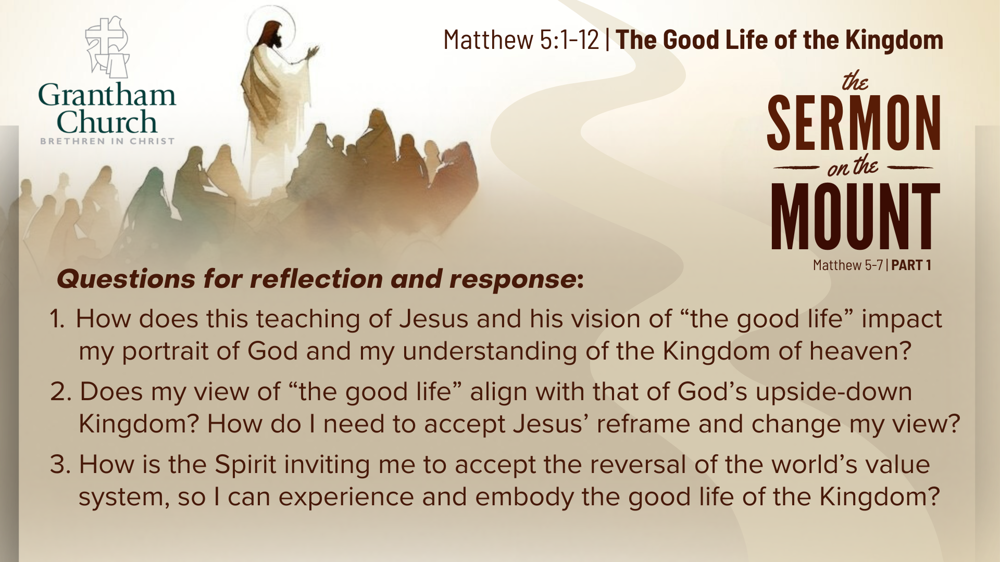 Grantham
Church
BRETHREN IN CHRIST
Matthew 5:1-12 | The Good Life of the Kingdom
the
SERMON
on the
MOUNT
Matthew 5-7 | PART 1
Questions for reflection and response:
1. How does this teaching of Jesus and his vision of “the good life” impact
my portrait of God and my understanding of the Kingdom of heaven?
2. Does my view of “the good life” align with that of God’s upside-down
Kingdom? How do I need to accept Jesus’ reframe and change my view?
3. How is the Spirit inviting me to accept the reversal of the world’s value
system, so I can experience and embody the good life of the Kingdom?